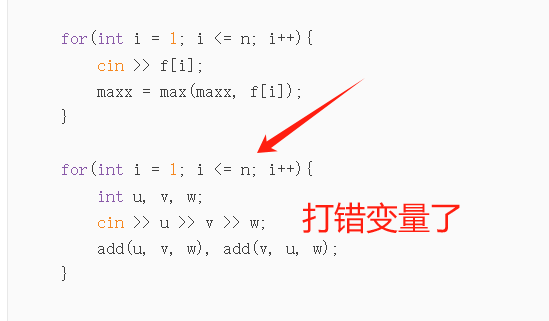 for(int i = 1; i <= n; i++){
cin >> f[i];
maxx = max(maxx, f[i]);
}
for(int i = 1; i <= n; i++){
int u, v, w;
cin >> u >> v >> w;
add(u, v, w), add(v, u, w);
}
打错变量了